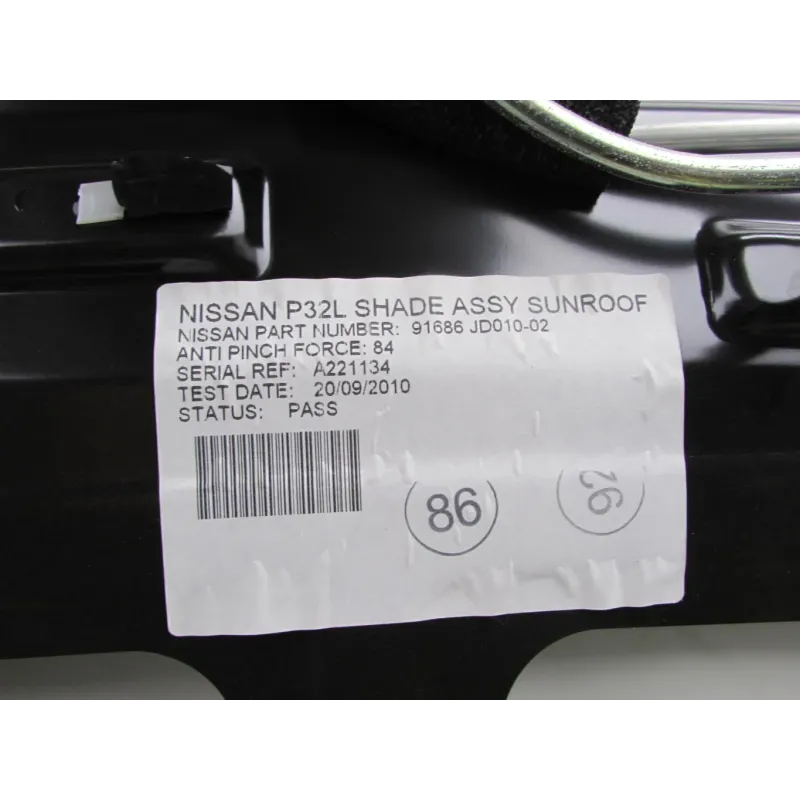 NISSAN P32L SHADE ASSY SUNROOF
NISSAN PART NUMBER: 91686 JD010-02
ANTI PINCH FORCE: 84
SERIAL REF: A221134
TEST DATE: 20/09/2010
STATUS: PASS
86
92